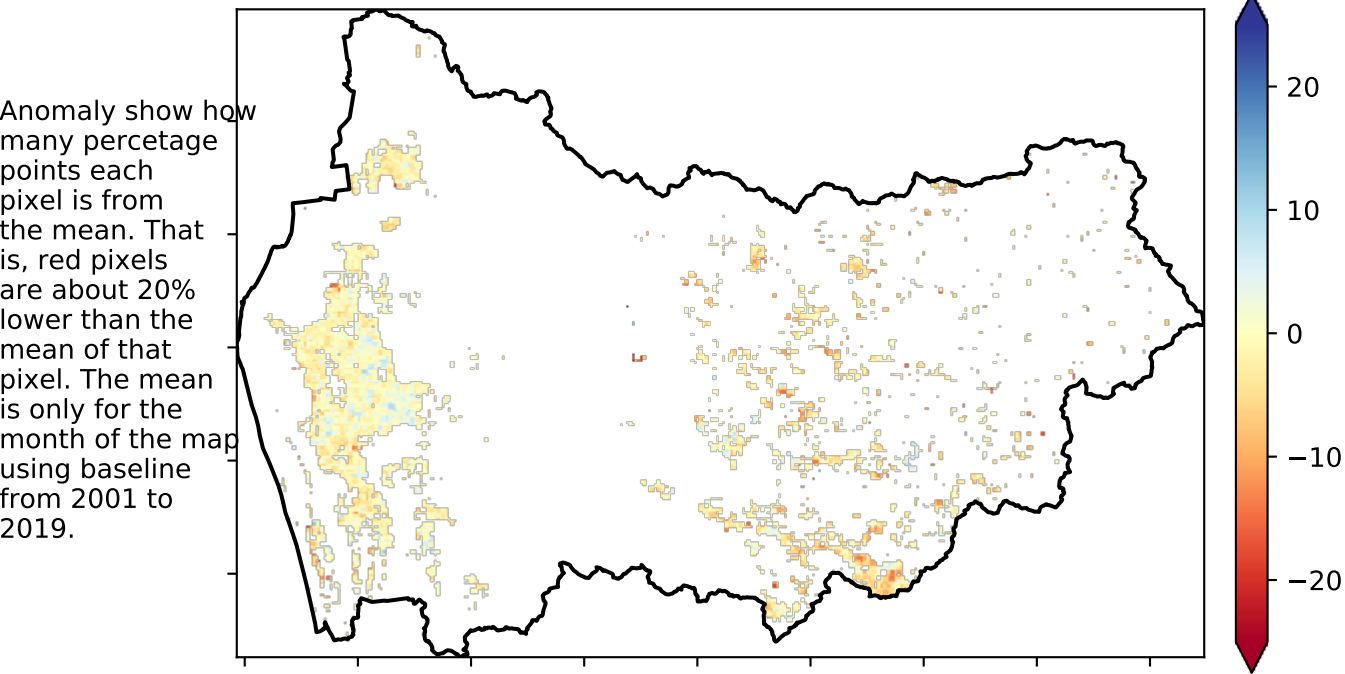 Anomaly show how
many percetage
points each
pixel is from
the mean. That
is, red pixels
are about 20%
lower than the
mean of that
pixel. The mean
is only for the
month of the map
using baseline
from 2001 to
2019.
20
10
0
−10
−20